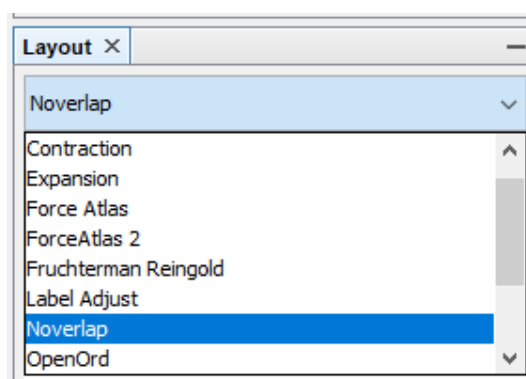 Layout
Noverlap
Contraction
Expansion
Force Atlas
ForceAtlas 2
Fruchterman Reingold
Label Adjust
Noverlap
OpenOrd